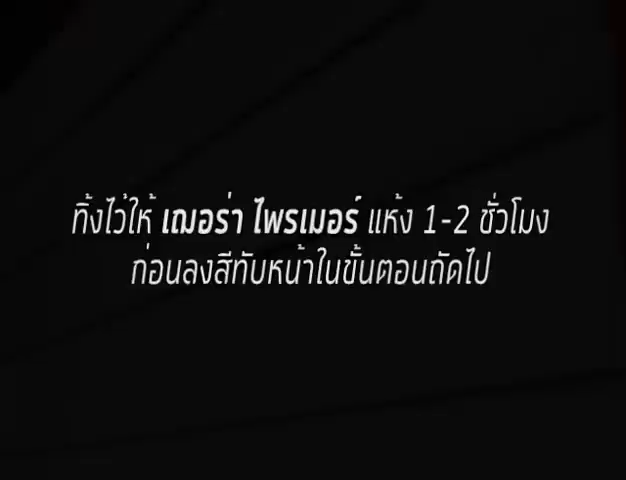 ทิ้งไว้ให้ เฌอร่า ไพรเมอร์ แห้ง 1-2 ชั่วโมง
ก่อนลงสีทับหน้าในขั้นตอนถัดไป